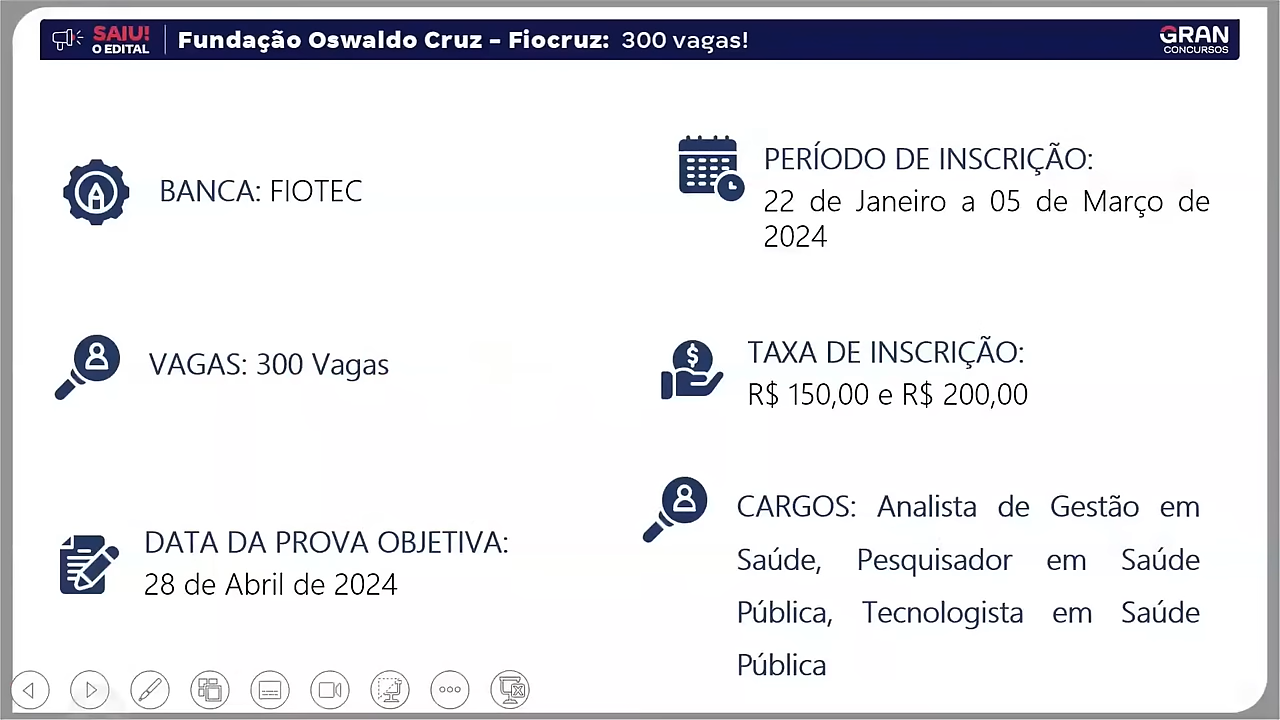 SAIU!
O EDITAL
Fundação Oswaldo Cruz - Fiocruz: 300 vagas!
GRAN
CONCURSOS
BANCA: FIOTEC
PERÍODO DE INSCRIÇÃO:
22 de Janeiro a 05 de Março de
2024
VAGAS: 300 Vagas
TAXA DE INSCRIÇÃO:
R$ 150,00 e R$ 200,00
DATA DA PROVA OBJETIVA:
28 de Abril de 2024
CARGOS: Analista de Gestão em
Saúde, Pesquisador em Saúde
Pública, Tecnologista em Saúde
Pública